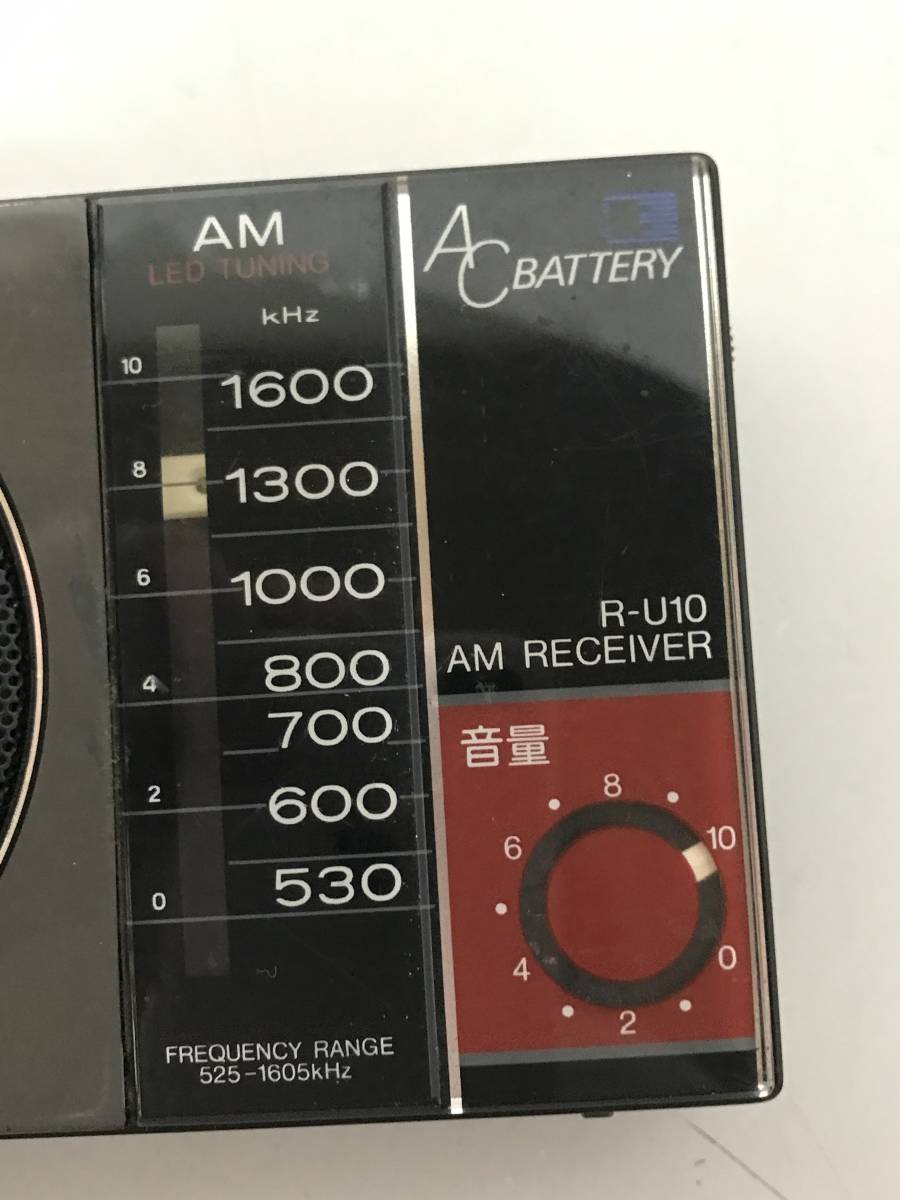 AM
LED TUNING
kHz
10
1600
8
1300
6
1000
800
4
700
2
600
530
0
FREQUENCY RANGE
525-1605kHz
AC BATTERY
R-U10
AM RECEIVER
音量
8
10
6
4
0
2